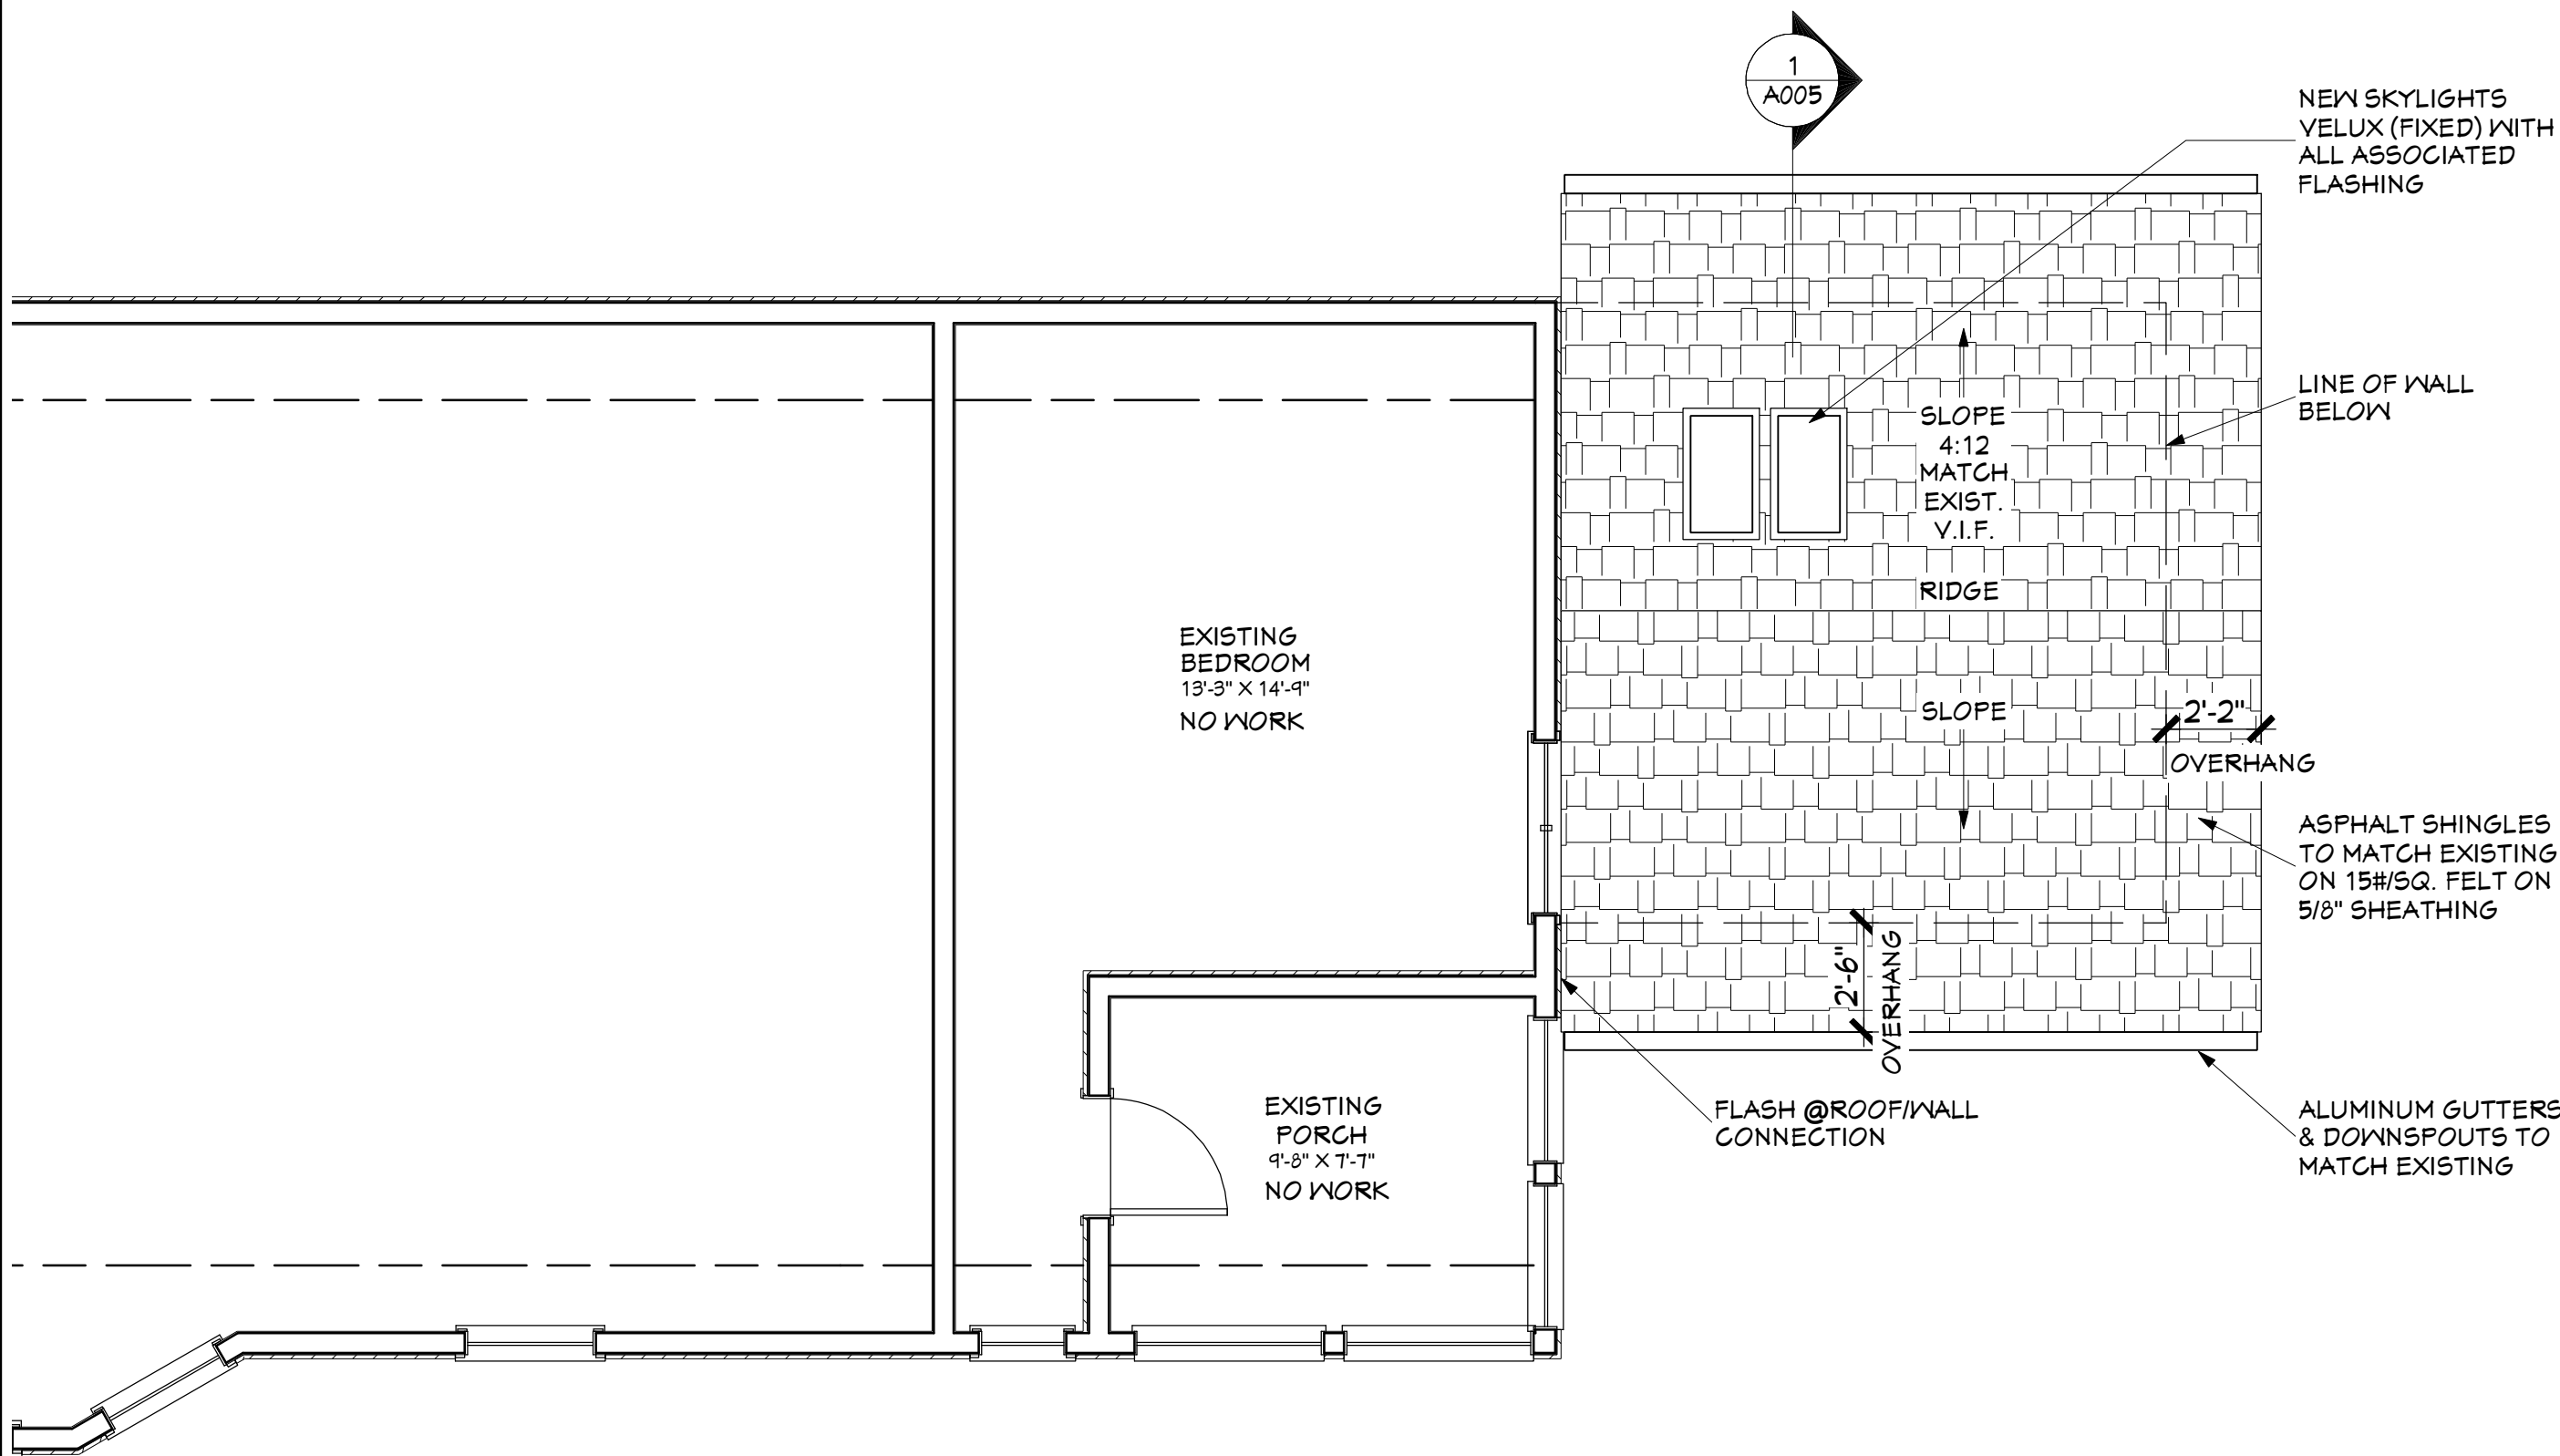 1
A005
NEW SKYLIGHTS
VELUX (FIXED) WITH
ALL ASSOCIATED
FLASHING
LINE OF WALL
BELOW
SLOPE
4:12
MATCH
EXIST.
V.I.F.
RIDGE
EXISTING
BEDROOM
13'-3" X 14'-9"
NO WORK
SLOPE
2'-2"
OVERHANG
ASPHALT SHINGLES
TO MATCH EXISTING
ON 15#/SQ. FELT ON
5/8" SHEATHING
2'-6"
OVERHANG
EXISTING
PORCH
9'-8" X 7'-7"
NO WORK
FLASH @ROOF/WALL
CONNECTION
ALUMINUM GUTTERS
& DOWNSPOUTS TO
MATCH EXISTING